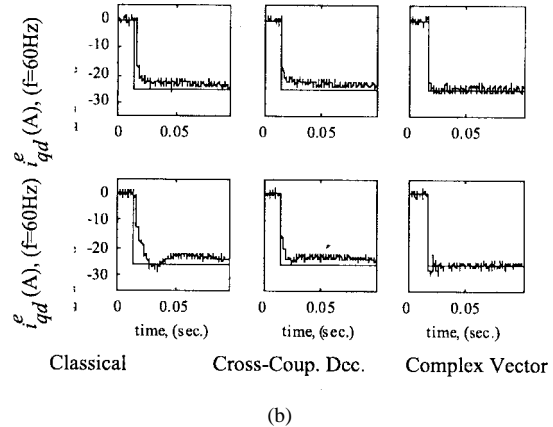 0
-10
-20
-30
0 0.05 0 0.05 0 0.05
i^e_qd (A), (f=60Hz)
0
-10
-20
-30
0 0.05 0 0.05 0 0.05
i^e_qd (A), (f=60Hz)
time, (sec.) time, (sec.) time, (sec.)
Classical Cross-Coup. Dcc. Complex Vector
(b)